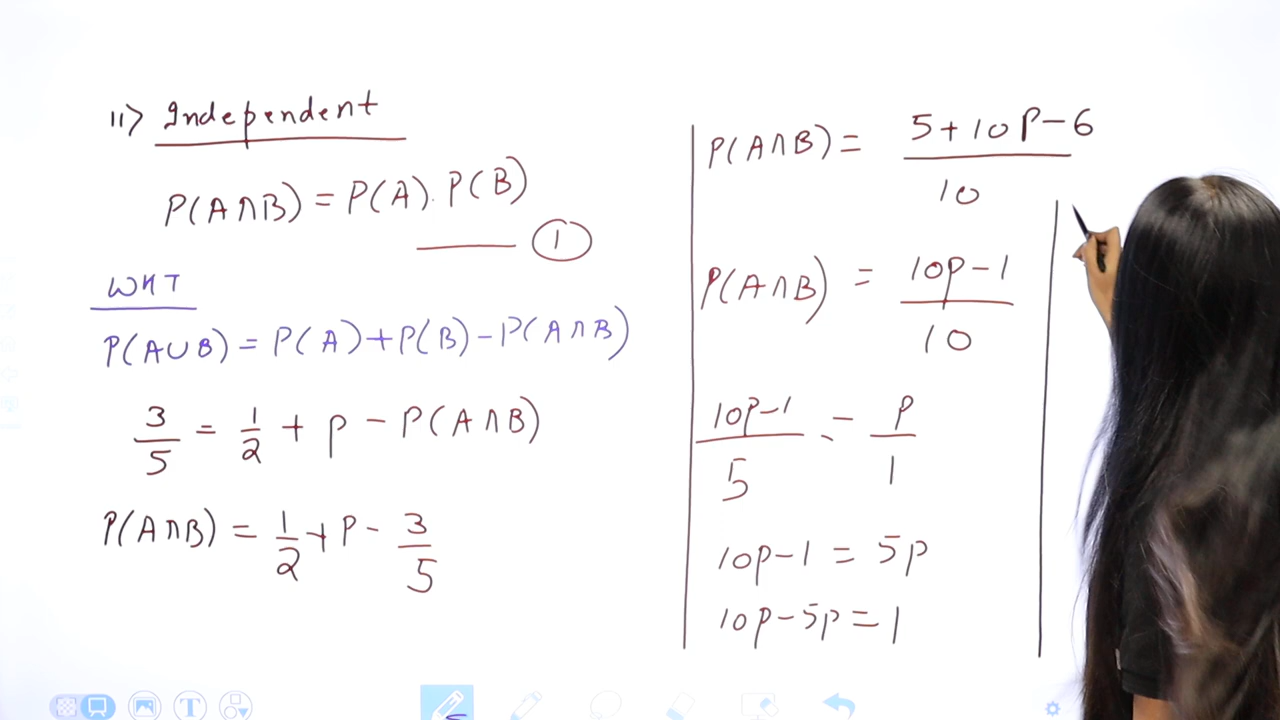 11) Independent
P(A∩B) = P(A). P(B)
——— ①
WKT
P(A∪B) = P(A)+P(B)-P(A∩B)
3/5 = 1/2 + P - P(A∩B)
P(A∩B) = 1/2 + P - 3/5
P(A∩B) = 5+10P-6/10
P(A∩B) = 10P-1/10
10P-1/5 = P/1
10P-1 = 5P
10P-5P = 1
T